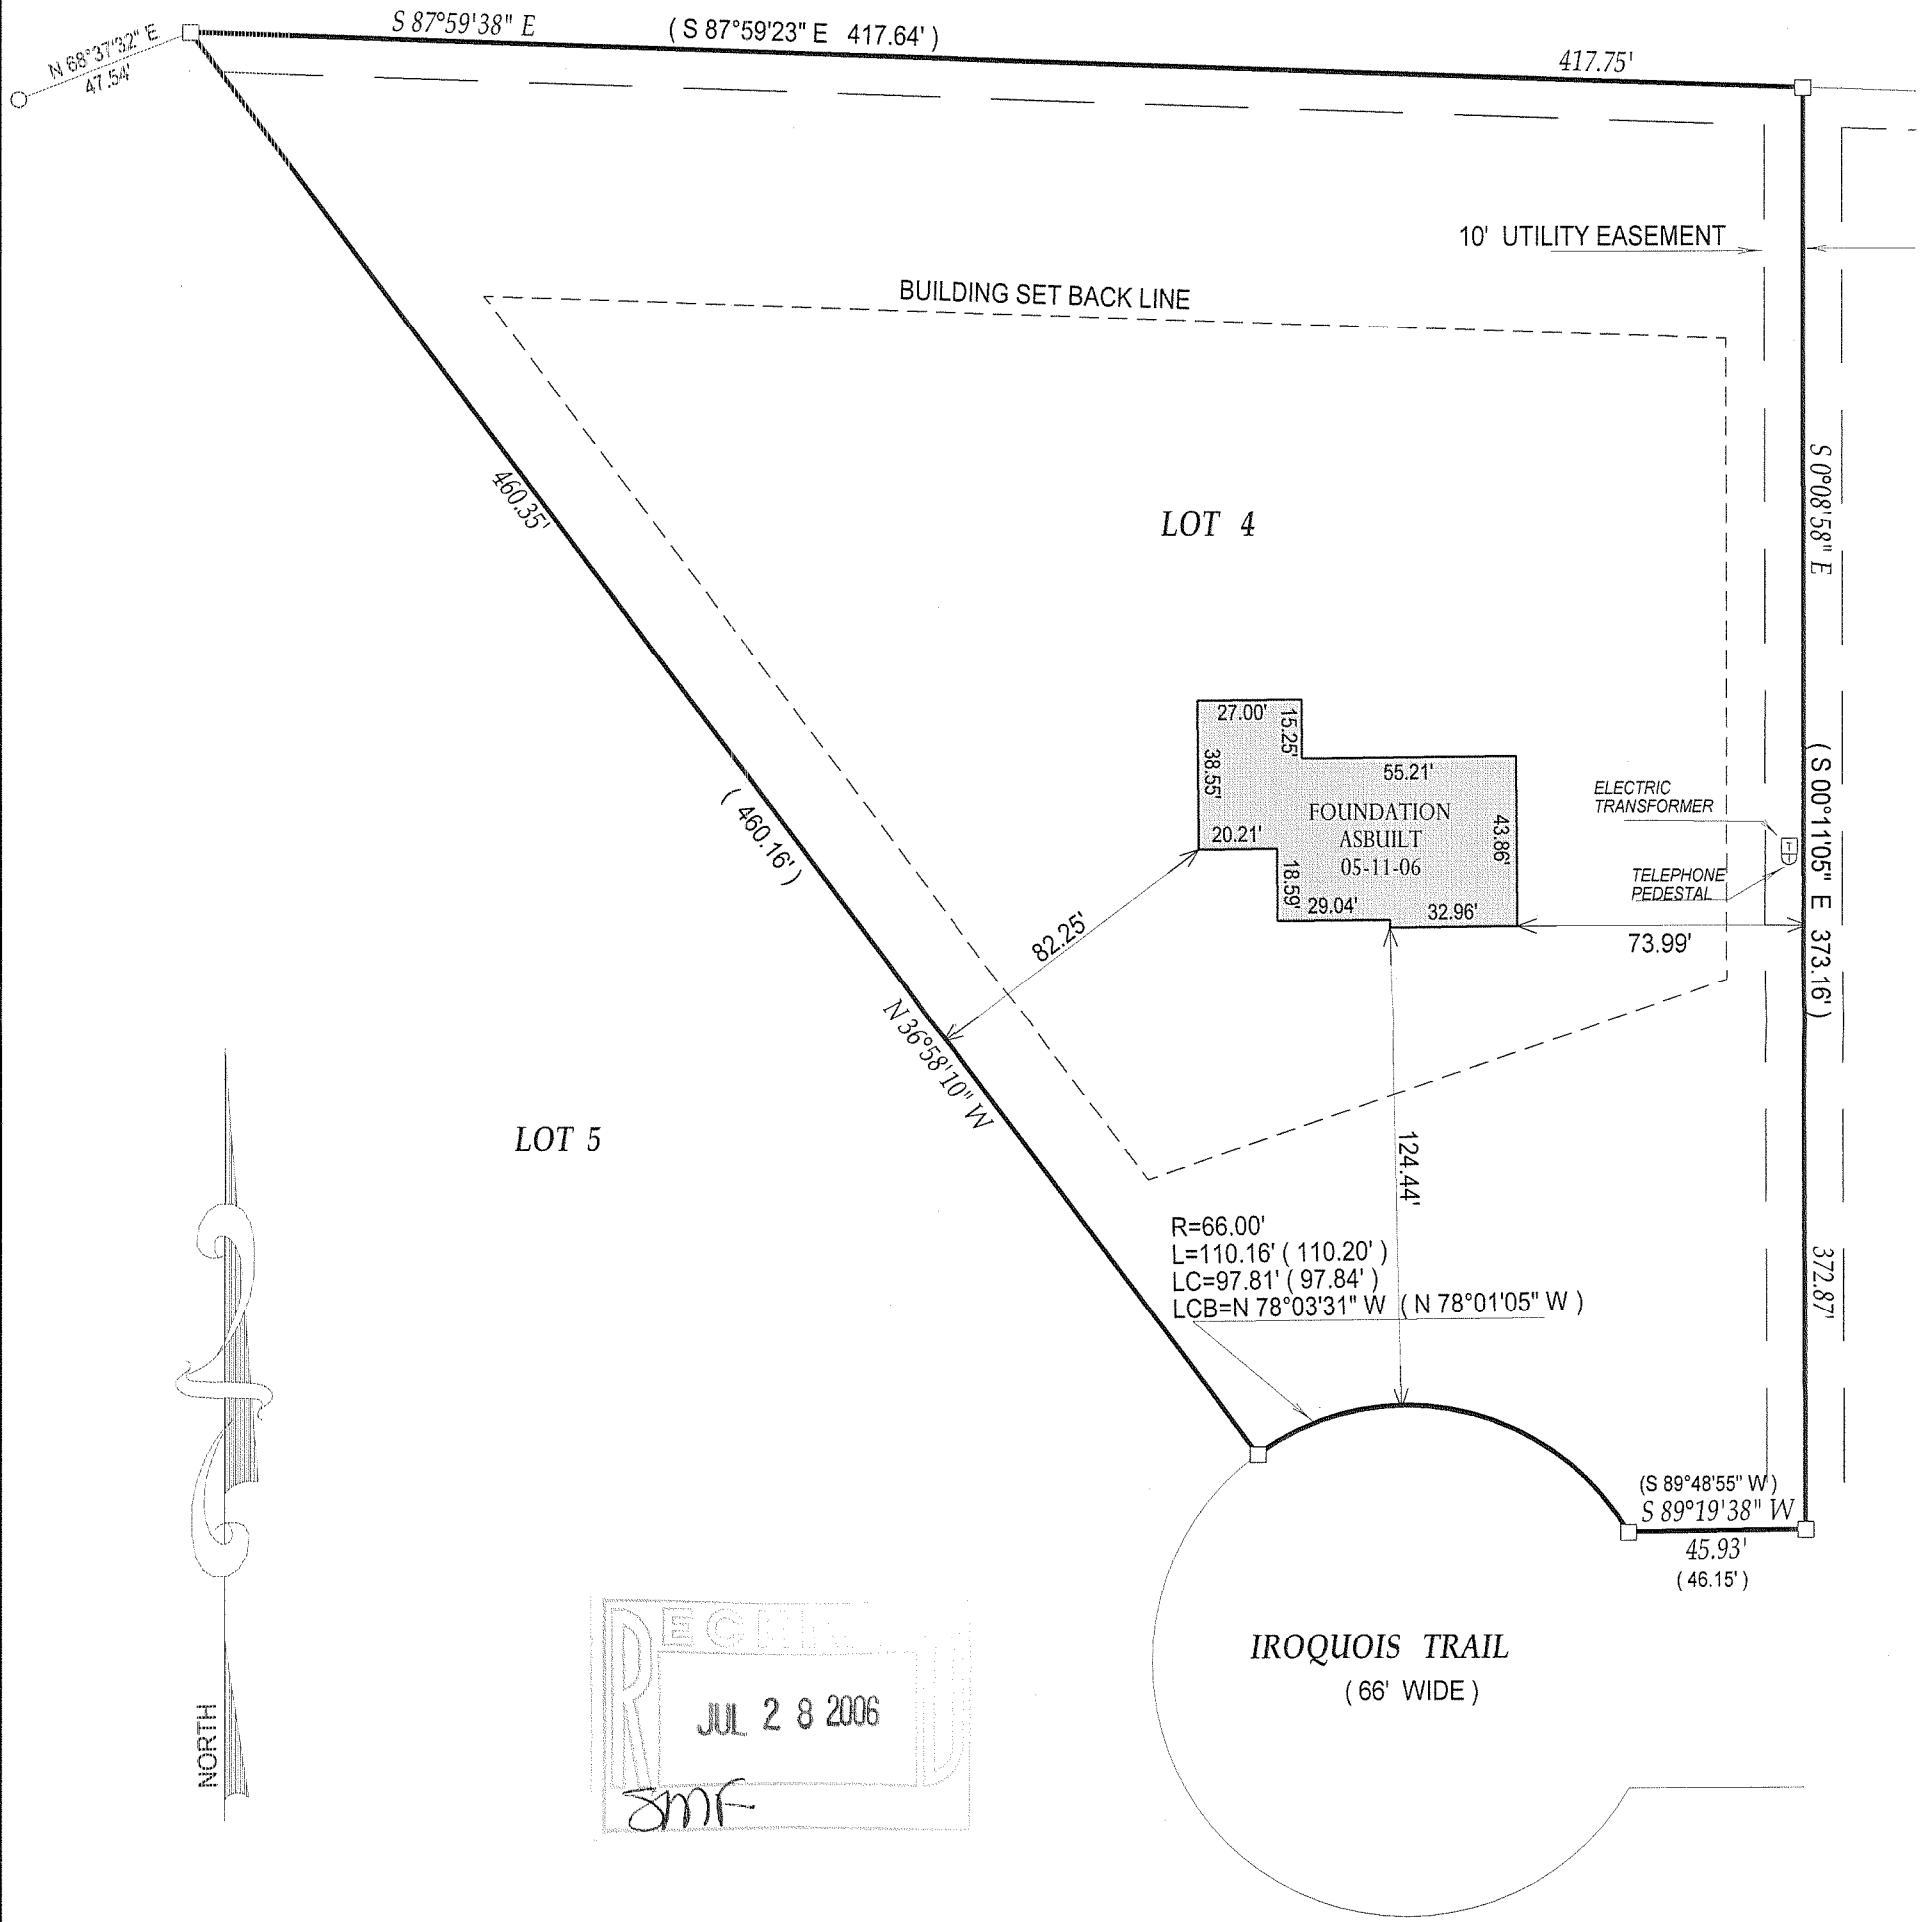 S 87°59'38" E
( S 87°59'23" E 417.64' )
417.75'
N 68°37'32" E
47.54'
10' UTILITY EASEMENT
BUILDING SET BACK LINE
S 0°08'58" E
460.35'
LOT 4
27.00'
15.25'
38.55'
55.21'
FOUNDATION
ASBUILT
05-11-06
43.86'
20.21'
18.59'
29.04'
32.96'
ELECTRIC
TRANSFORMER
T
TELEPHONE
PEDESTAL
( S 00°11'05" E 373.16' )
( 460.16' )
82.25'
73.99'
N 36°58'10" W
LOT 5
124.44'
R=66.00'
L=110.16' ( 110.20' )
LC=97.81' ( 97.84' )
LCB=N 78°03'31" W ( N 78°01'05" W )
372.87'
(S 89°48'55" W )
S 89°19'38" W
45.93'
( 46.15' )
IROQUOIS TRAIL
( 66' WIDE )
NORTH
JUL 2 8 2006